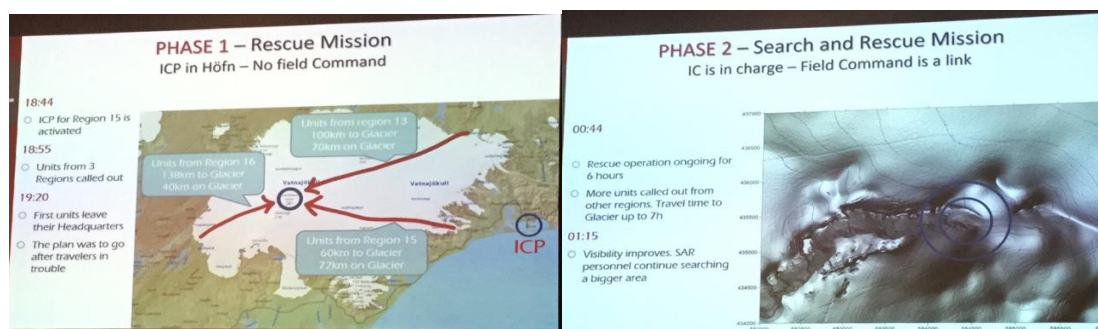 PHASE 1 – Rescue Mission
ICP in Höfn – No field Command
18:44
ICP for Region 15 is
activated
18:55
Units from 3
Regions called out
19:20
First units leave
their Headquarters
The plan was to go
after travelers in
trouble
Units from region 13
100km to Glacier
70km on Glacier
Units from Region 16
138km to Glacier
40km on Glacier
Vatnajökull
Vatnajökull
Units from Region 15
60km to Glacier
72km on Glacier
ICP
PHASE 2 – Search and Rescue Mission
IC is in charge – Field Command is a link
00:44
Rescue operation ongoing for
6 hours
More units called out from
other regions. Travel time to
Glacier up to 7h
01:15
Visibility improves. SAR
personnel continue searching
a bigger area